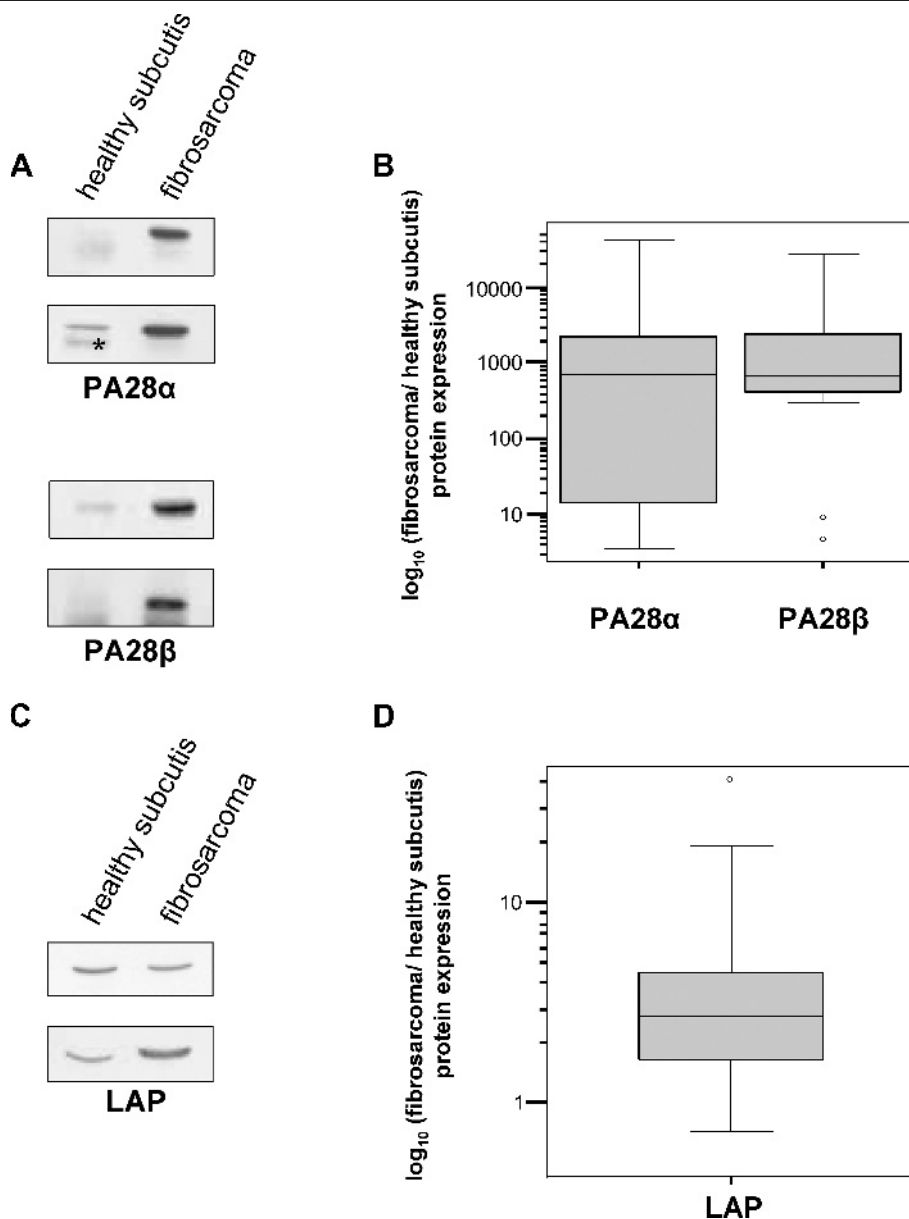 A
healthy subcutis
fibrosarcoma
*
PA28α
PA28β
B
log₁₀ (fibrosarcoma/ healthy subcutis)
protein expression
10000
1000
100
10
PA28α
PA28β
C
healthy subcutis
fibrosarcoma
LAP
D
log₁₀ (fibrosarcoma/ healthy subcutis)
protein expression
10
1
LAP